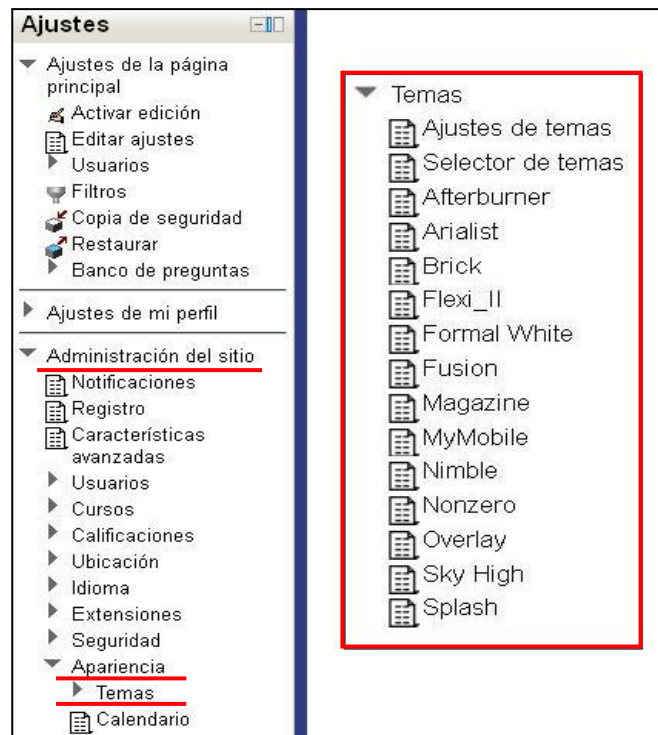 Ajustes
Ajustes de la página
principal
Activar edición
Editar ajustes
Usuarios
Filtros
Copia de seguridad
Restaurar
Banco de preguntas
Ajustes de mi perfil
Administración del sitio
Notificaciones
Registro
Características
avanzadas
Usuarios
Cursos
Calificaciones
Ubicación
Idioma
Extensiones
Seguridad
Apariencia
Temas
Calendario
Temas
Ajustes de temas
Selector de temas
Afterburner
Arialist
Brick
Flexi_II
Formal White
Fusion
Magazine
MyMobile
Nimble
Nonzero
Overlay
Sky High
Splash